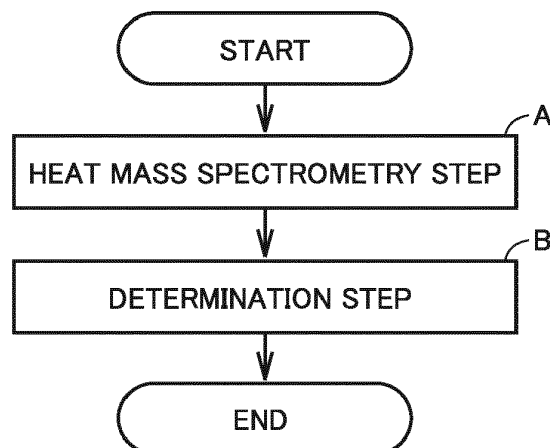 START
A
HEAT MASS SPECTROMETRY STEP
B
DETERMINATION STEP
END